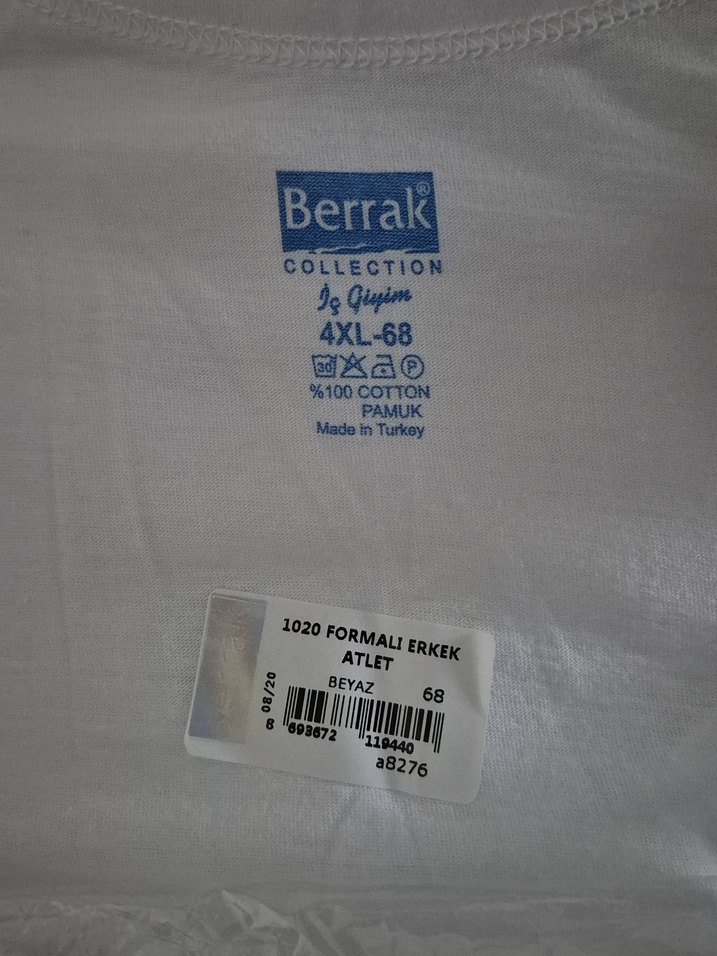 Berrak®
COLLECTION
İç Giyim
4XL-68
30 P
%100 COTTON
PAMUK
Made in Turkey
1020 FORMALI ERKEK
ATLET
BEYAZ 68
08/20
8 693672 119440
a8276